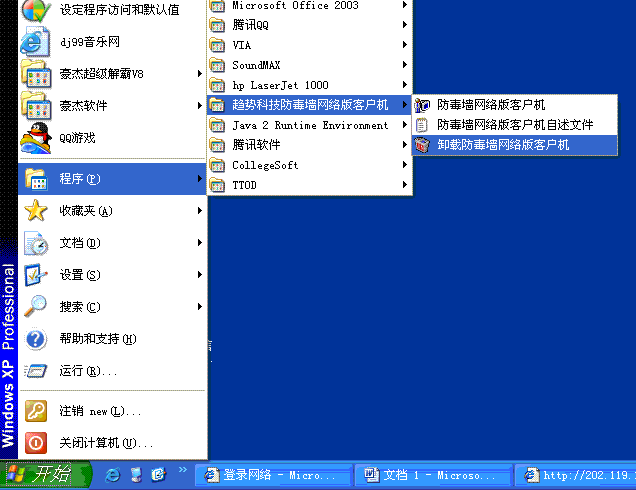 设定程序访问和默认值
dj99音乐网
豪杰超级解霸V8
豪杰软件
QQ游戏
程序(P)
收藏夹(A)
文档(D)
设置(S)
搜索(C)
帮助和支持(H)
运行(R)...
注销 new(L)...
关闭计算机(U)...
Windows XP Professional
Microsoft Office 2003
腾讯QQ
VIA
SoundMAX
hp LaserJet 1000
趋势科技防毒墙网络版客户机
Java 2 Runtime Environment
腾讯软件
CollegeSoft
TTOD
防毒墙网络版客户机
防毒墙网络版客户机自述文件
卸载防毒墙网络版客户机
开始
登录网络 - Micro...
文档 1 - Microso...
http://202.119.